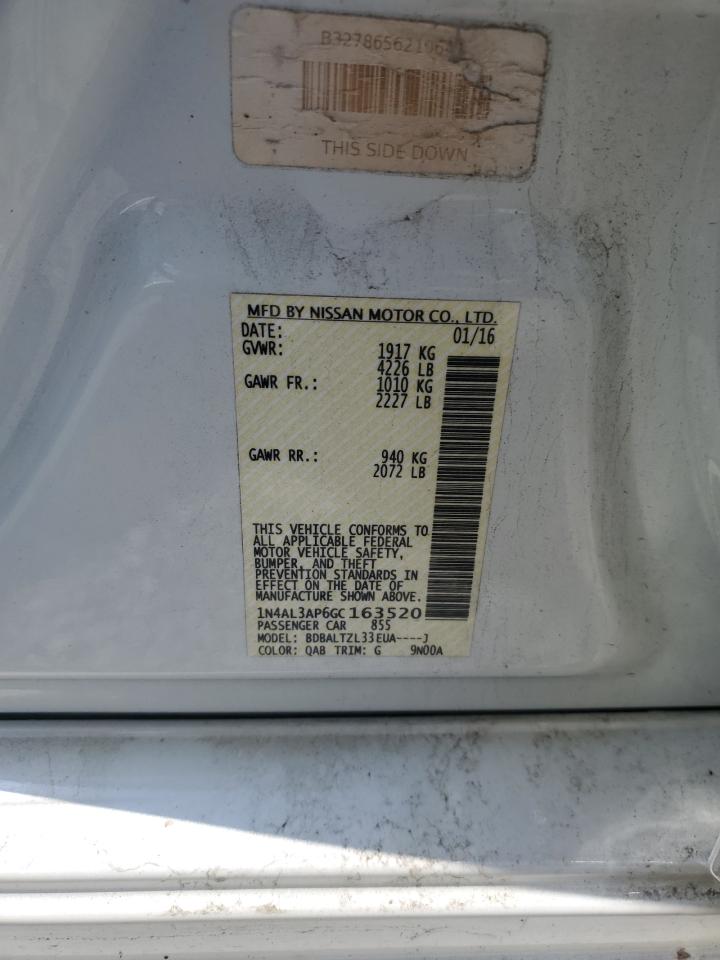 THIS SIDE DOWN
MFD BY NISSAN MOTOR CO., LTD.
DATE: 01/16
GVWR: 1917 KG
4226 LB
GAWR FR.: 1010 KG
2227 LB
GAWR RR.: 940 KG
2072 LB
THIS VEHICLE CONFORMS TO
ALL APPLICABLE FEDERAL
MOTOR VEHICLE SAFETY,
BUMPER, AND THEFT
PREVENTION STANDARDS IN
EFFECT ON THE DATE OF
MANUFACTURE SHOWN ABOVE.
1N4AL3AP6GC163520
PASSENGER CAR 855
MODEL: BDBALTZL33EUA----J
COLOR: QAB TRIM: G 9N00A